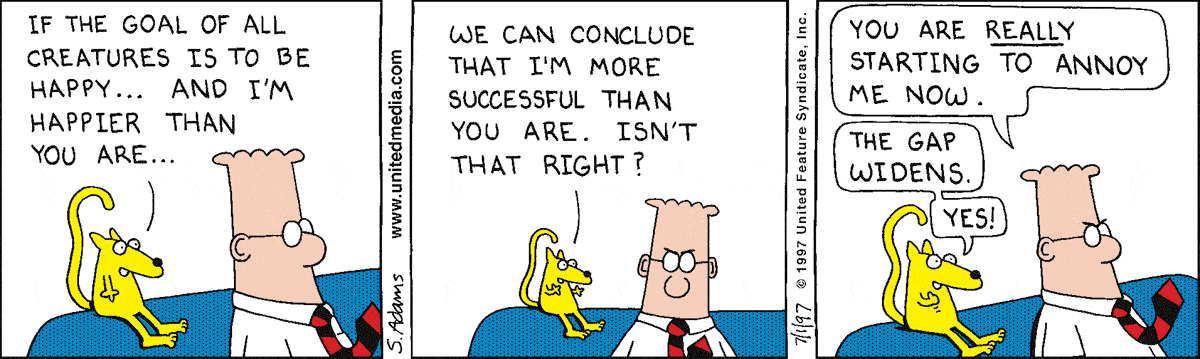 IF THE GOAL OF ALL
CREATURES IS TO BE
HAPPY... AND I'M
HAPPIER THAN
YOU ARE...
S. Adams
www.unitedmedia.com
WE CAN CONCLUDE
THAT I'M MORE
SUCCESSFUL THAN
YOU ARE. ISN'T
THAT RIGHT?
7/1/97 © 1997 United Feature Syndicate, Inc.
YOU ARE REALLY
STARTING TO ANNOY
ME NOW.
THE GAP
WIDENS.
YES!